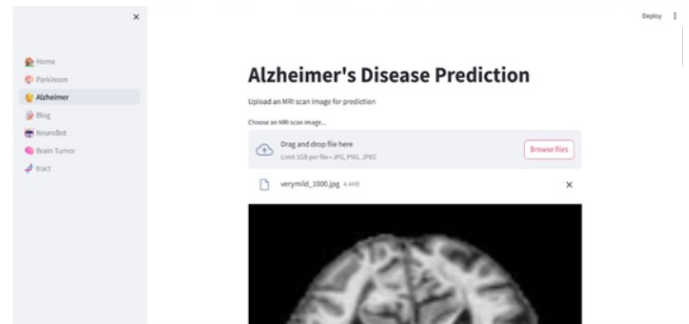 Deploy
Home
Parkinson
Alzheimer
Blog
NeuroBot
Brain Tumor
tract
Alzheimer's Disease Prediction
Upload an MRI scan image for prediction
Choose an MRI scan image...
Drag and drop file here
Limit 1GB per file • JPG, PNG, JPEG
Browse files
verymild_1000.jpg 4.4KB